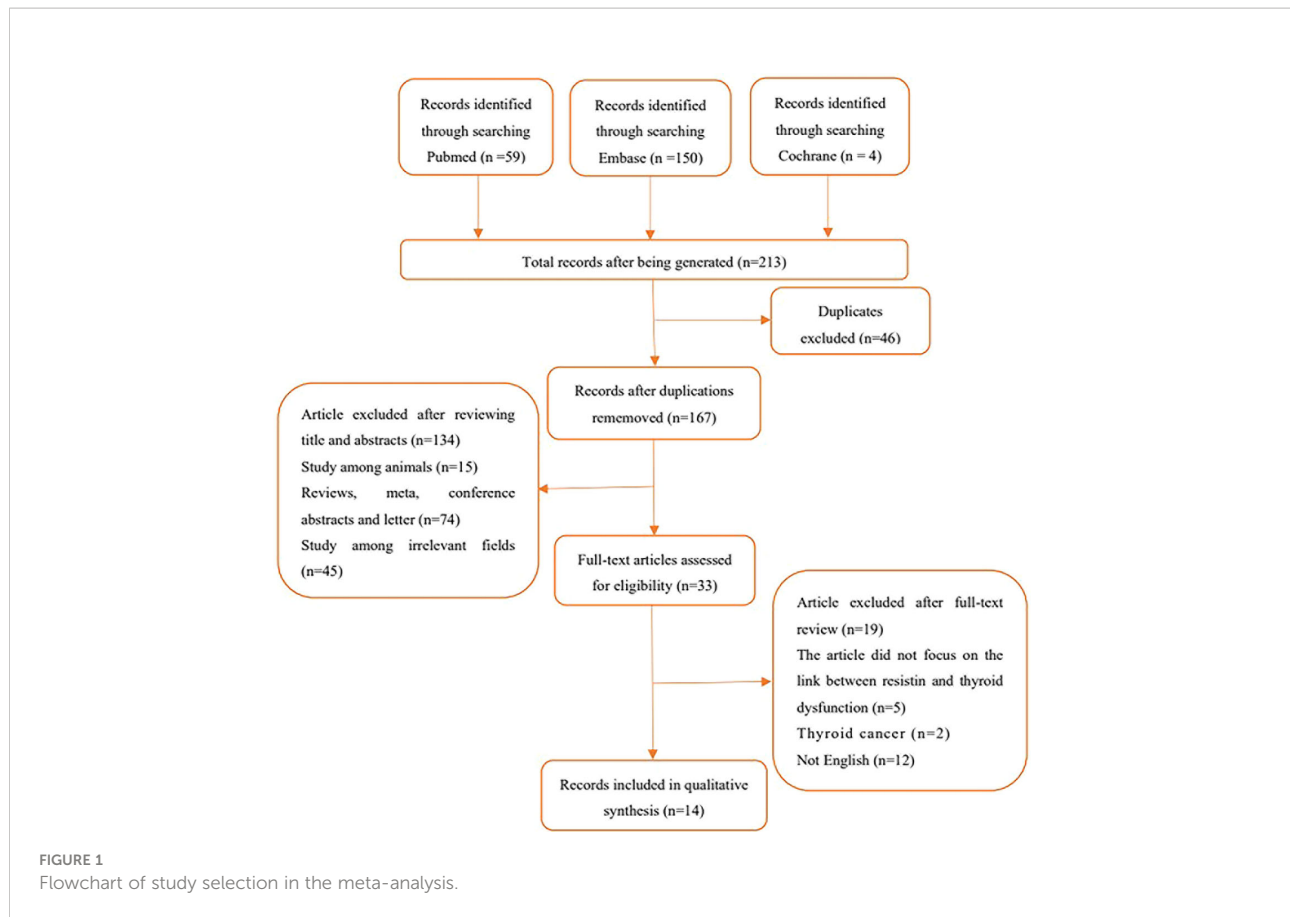 Records identified
through searching
Pubmed (n =59)
Records identified
through searching
Embase (n =150)
Records identified
through searching
Cochrane (n = 4)
Total records after being generated (n=213)
Duplicates
excluded (n=46)
Records after duplications
rememoved (n=167)
Article excluded after reviewing
title and abstracts (n=134)
Study among animals (n=15)
Reviews, meta, conference
abstracts and letter (n=74)
Study among irrelevant fields
(n=45)
Full-text articles assessed
for eligibility (n=33)
Article excluded after full-text
review (n=19)
The article did not focus on the
link between resistin and thyroid
dysfunction (n=5)
Thyroid cancer (n=2)
Not English (n=12)
Records included in qualitative
synthesis (n=14)
FIGURE 1
Flowchart of study selection in the meta-analysis.